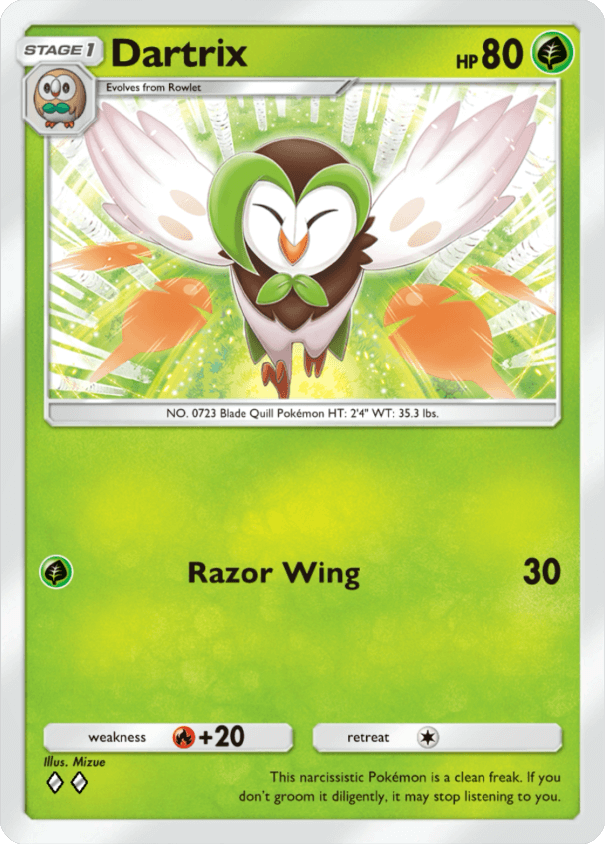 STAGE 1 Dartrix HP 80
Evolves from Rowlet
NO. 0723 Blade Quill Pokémon HT: 2'4" WT: 35.3 lbs.
Razor Wing 30
weakness +20 retreat
Illus. Mizue
This narcissistic Pokémon is a clean freak. If you
don't groom it diligently, it may stop listening to you.